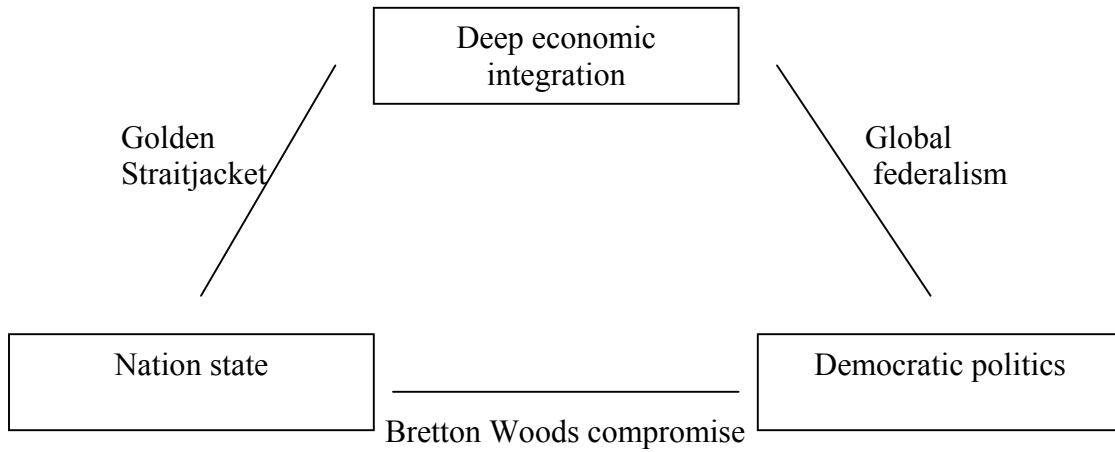 Deep economic
integration
Golden
Straitjacket
Global
federalism
Nation state
Democratic politics
Bretton Woods compromise